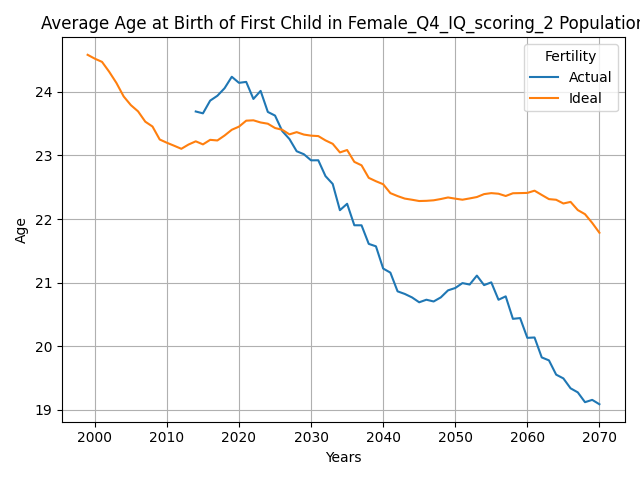 Average Age at Birth of First Child in Female_Q4_IQ_scoring_2 Population
Fertility
Actual
Ideal
24
23
22
21
20
19
Age
2000 2010 2020 2030 2040 2050 2060 2070
Years